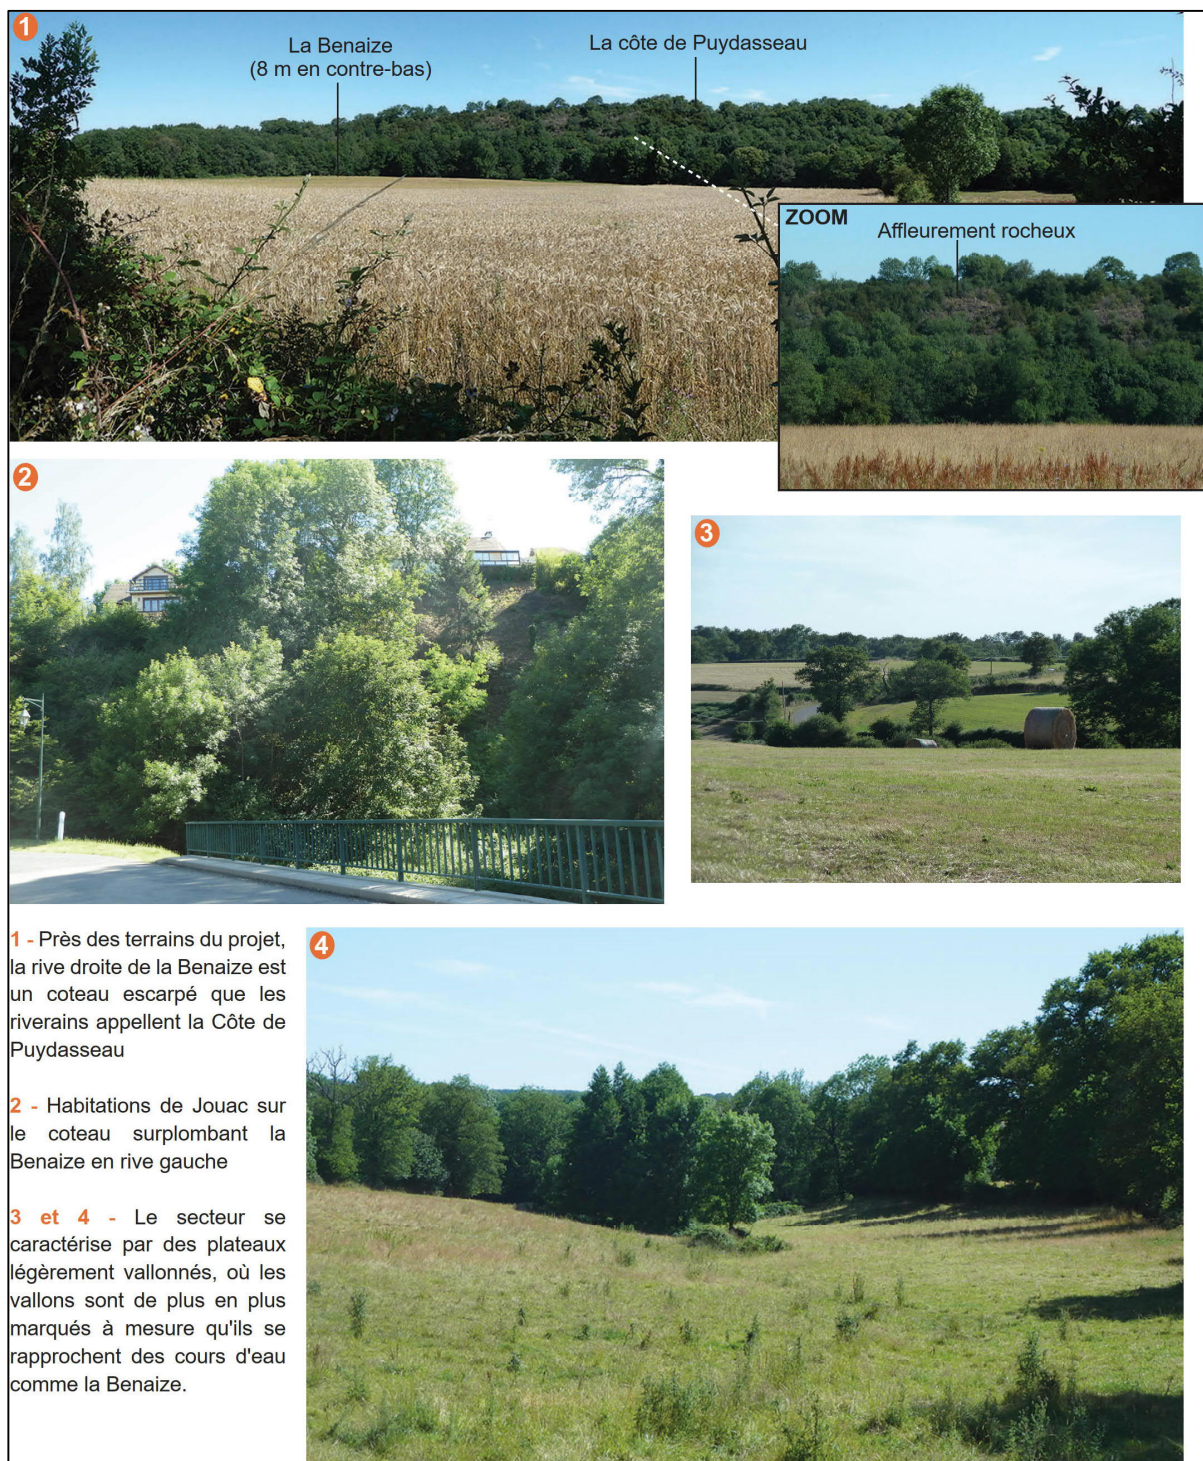 1
La Benaize
(8 m en contre-bas)
La côte de Puydasseau
ZOOM
Affleurement rocheux
2
3
1 - Près des terrains du projet,
la rive droite de la Benaize est
un coteau escarpé que les
riverains appellent la Côte de
Puydasseau
2 - Habitations de Jouac sur
le coteau surplombant la
Benaize en rive gauche
3 et 4 - Le secteur se
caractérise par des plateaux
légèrement vallonnés, où les
vallons sont de plus en plus
marqués à mesure qu'ils se
rapprochent des cours d'eau
comme la Benaize.
4